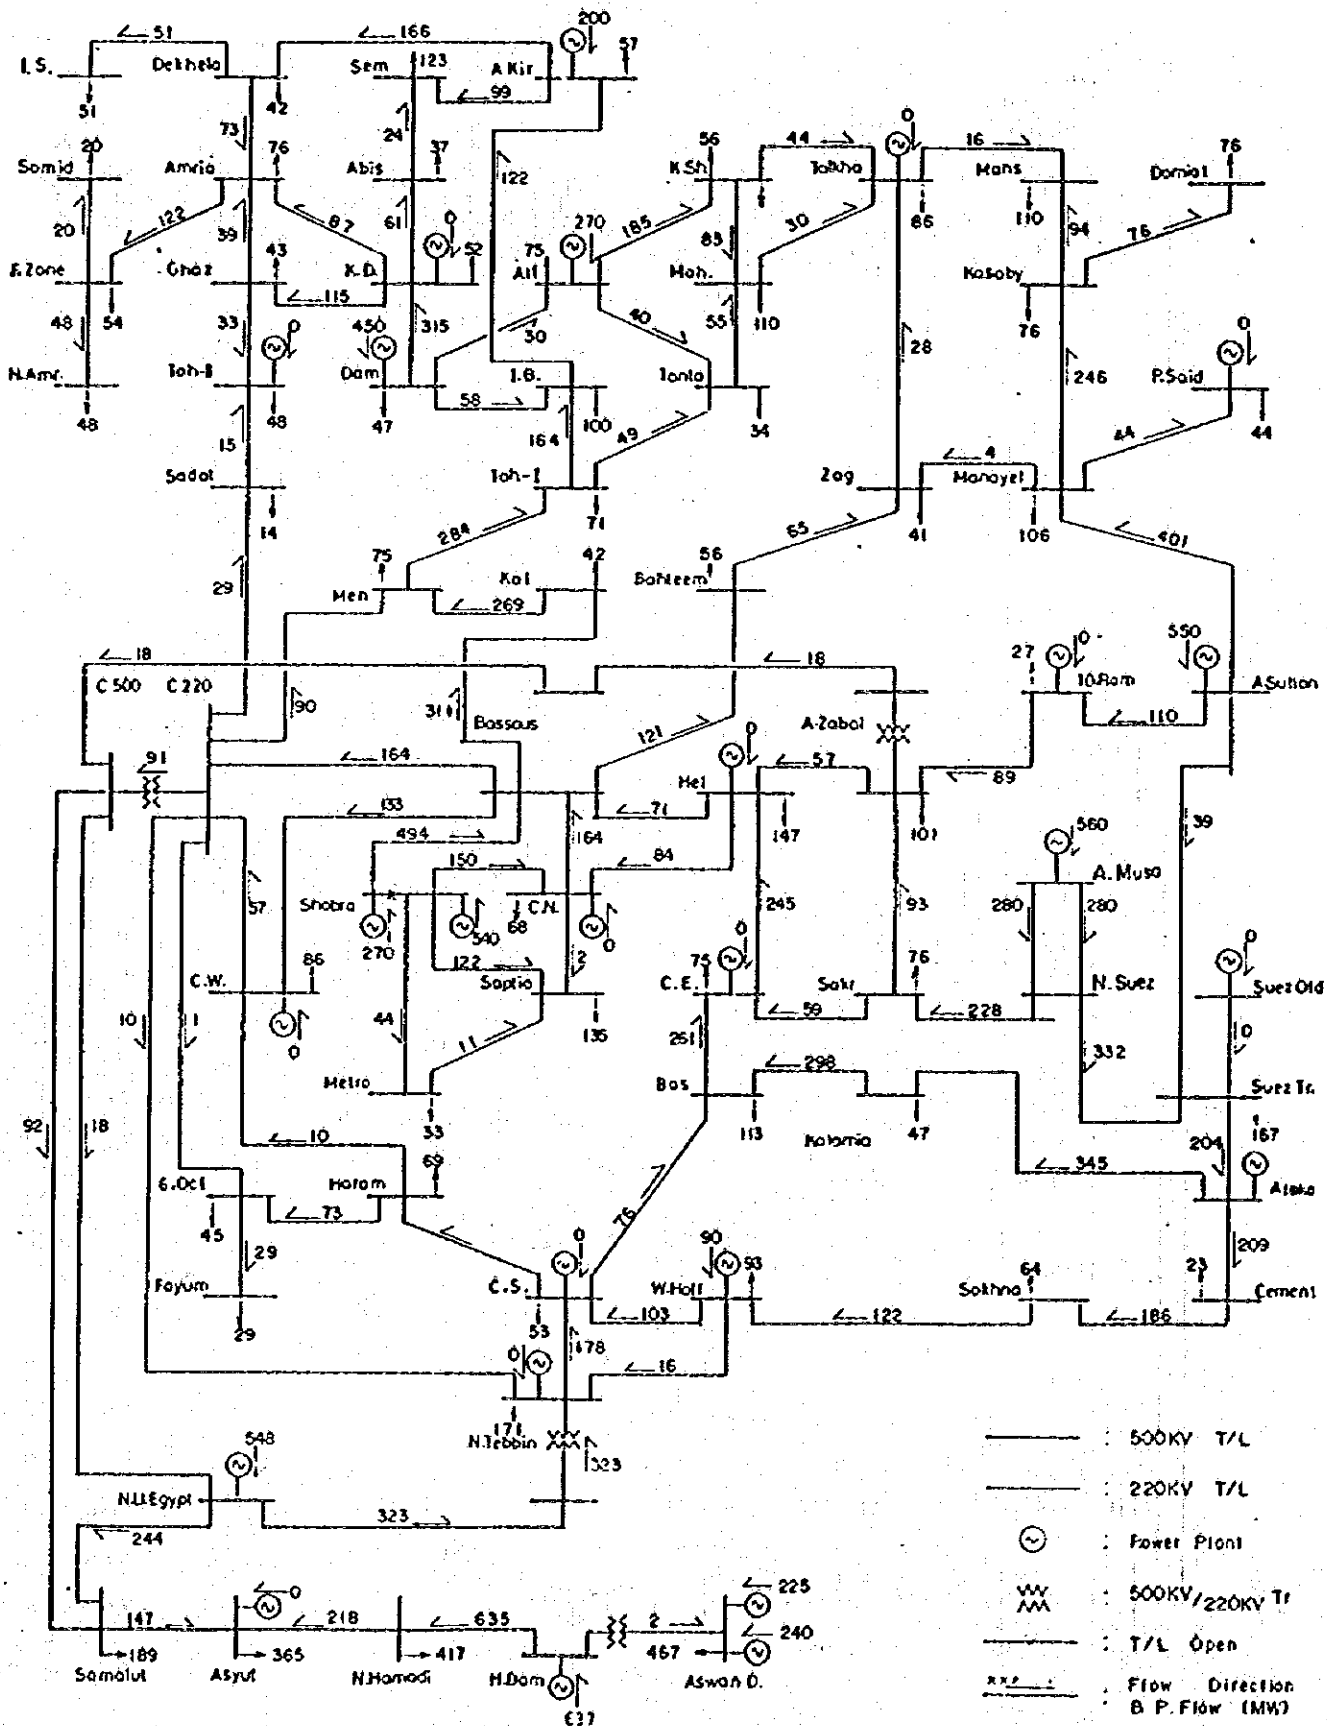 51
166
200
57
I.S.
Dekhela
Sem
123
A.Kir
51
42
99
20
73
76
24
37
56
44
0
16
76
Somid
Amria
Abis
K.Sh
Talkha
Mans
Damiat
122
86
110
20
122
39
87
61
0
52
75
270
185
83
30
94
76
F.Zone
Ghaz
43
K.D.
Atf
Moh.
Kasaby
54
115
110
76
48
33
0
450
315
30
40
55
28
0
N.Amr.
Tah-II
Dam
I.B.
Tanta
246
P.Said
48
48
47
58
100
34
44
15
164
49
44
Sadat
Tah-I
Zag
4
Manayel
14
71
41
106
284
65
401
29
75
42
56
Men
Kal
Bahteem
269
18
18
27
0
550
C 500
C 220
10.Ram
A.Sultan
90
311
Bassous
A-Zabal
110
91
164
121
0
57
89
133
Hel
71
147
101
39
494
164
560
150
84
A. Musa
57
Shobra
C.N.
245
93
280
280
270
540
68
0
0
86
122
2
75
0
76
C.W.
Saptia
C.E.
Sakr
N. Suez
Suez Old
10
1
0
44
11
135
261
59
228
332
0
Metro
Bas
298
Suez Tr.
33
113
Katamia
47
92
18
10
69
204
167
6.Oct
Haram
345
Ataka
45
73
76
29
0
90
93
64
209
23
Fayum
C.S.
W.Hoff
Sokhna
Cement
29
53
103
122
186
0
178
16
171
N.Tebbin
323
548
N.U.Egypt
323
244
: 500KV T/L
: 220KV T/L
: Power Plant
: 500KV/220KV Tr
: T/L Open
: Flow Direction
& P. Flow (MW)
0
225
147
218
635
2
240
189
365
417
467
Samalut
Asyut
N.Hamadi
H.Dam
Aswan D.
637